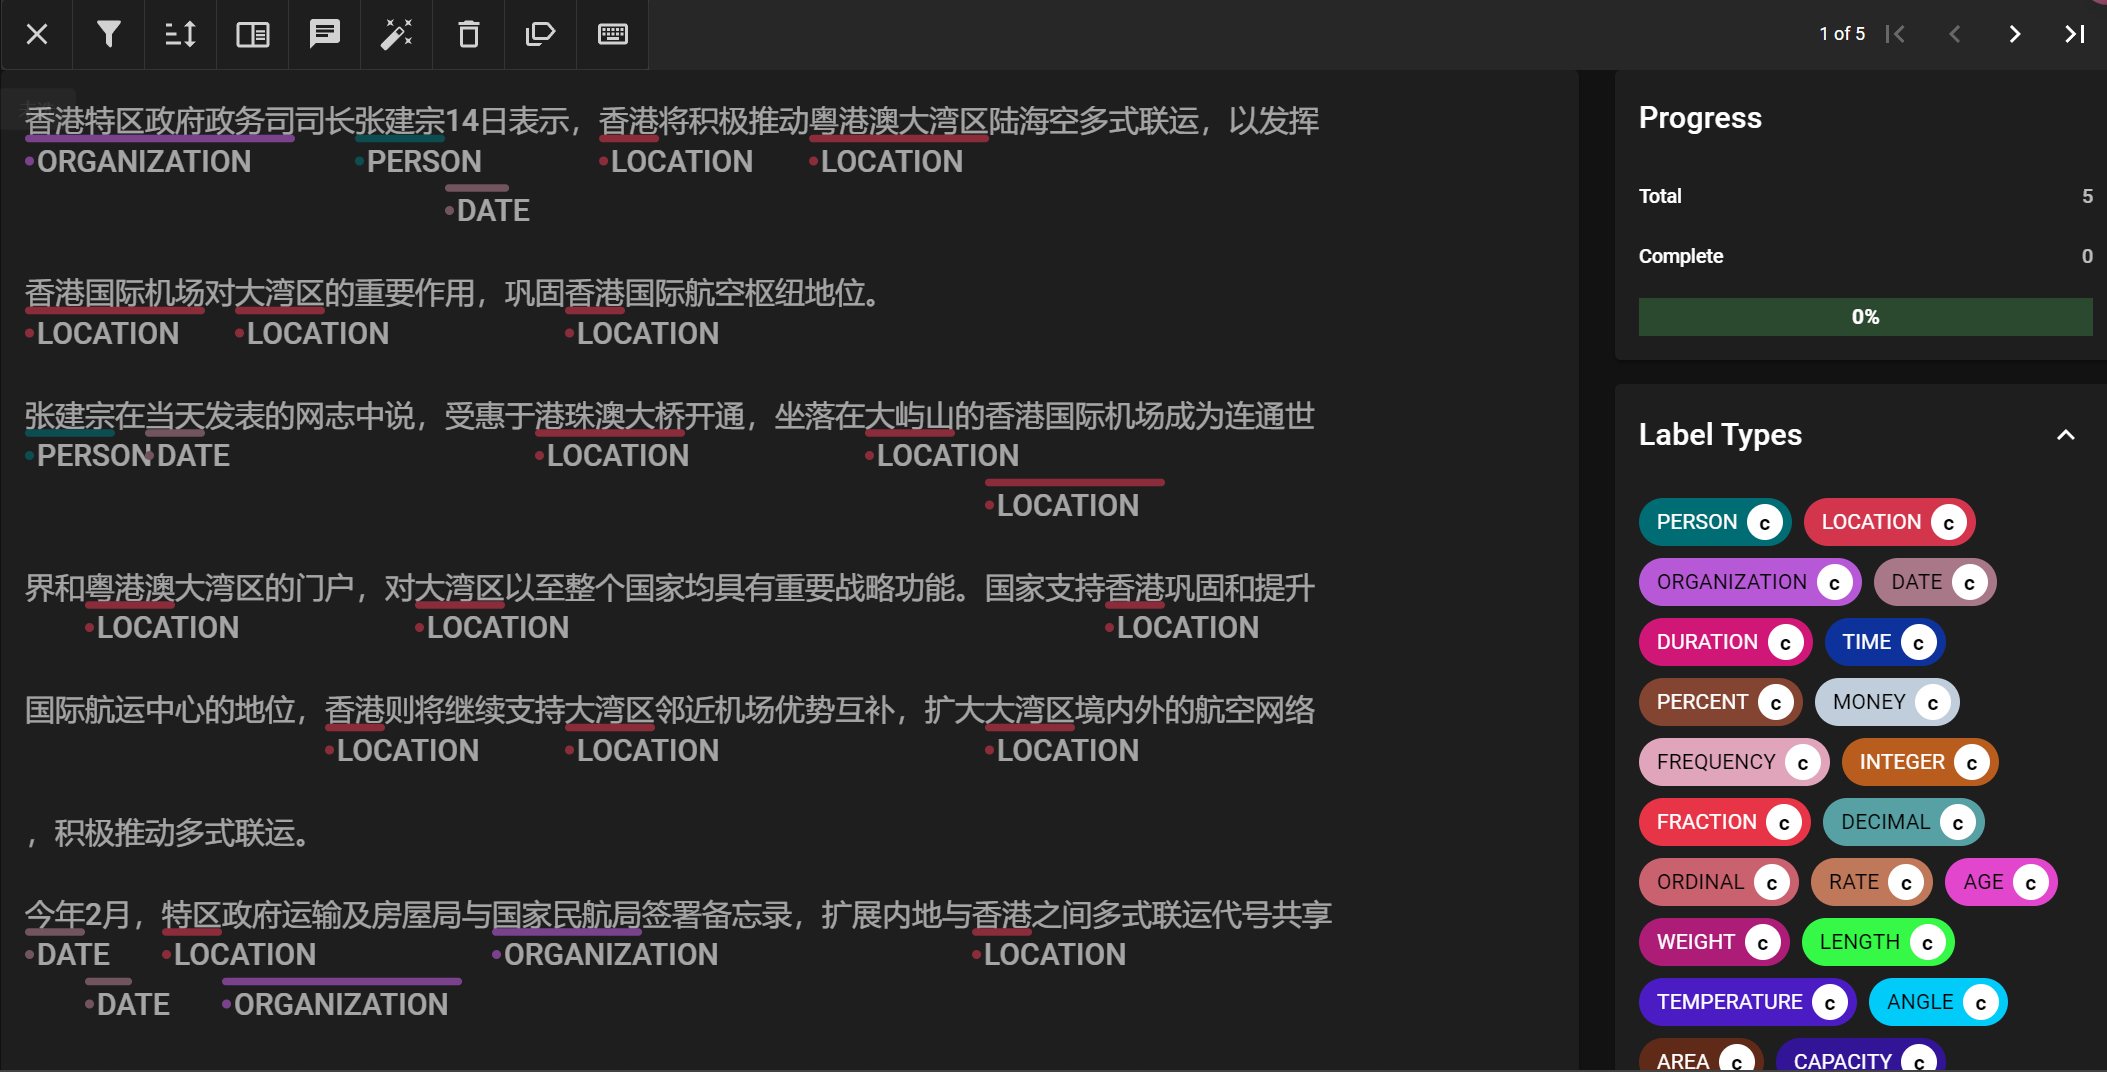 1 of 5
香港特区政府政务司司长张建宗14日表示，香港将积极推动粤港澳大湾区陆海空多式联运，以发挥
ORGANIZATION PERSON LOCATION LOCATION
DATE
香港国际机场对大湾区的重要作用，巩固香港国际航空枢纽地位。
LOCATION LOCATION LOCATION
张建宗在当天发表的网志中说，受惠于港珠澳大桥开通，坐落在大屿山的香港国际机场成为连通世
PERSON DATE LOCATION LOCATION
LOCATION
界和粤港澳大湾区的门户，对大湾区以至整个国家均具有重要战略功能。国家支持香港巩固和提升
LOCATION LOCATION LOCATION
国际航运中心的地位，香港则将继续支持大湾区邻近机场优势互补，扩大大湾区境内外的航空网络
LOCATION LOCATION LOCATION
，积极推动多式联运。
今年2月，特区政府运输及房屋局与国家民航局签署备忘录，扩展内地与香港之间多式联运代号共享
DATE LOCATION ORGANIZATION LOCATION
DATE ORGANIZATION
Progress
Total 5
Complete 0
0%
Label Types
PERSON c LOCATION c
ORGANIZATION c DATE c
DURATION c TIME c
PERCENT c MONEY c
FREQUENCY c INTEGER c
FRACTION c DECIMAL c
ORDINAL c RATE c AGE c
WEIGHT c LENGTH c
TEMPERATURE c ANGLE c
AREA c CAPACITY c